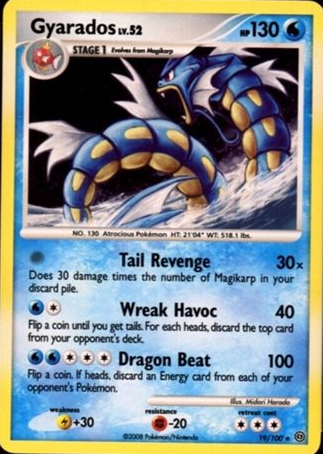 Gyarados LV.52 HP 130
STAGE 1 Evolves from Magikarp
NO. 130 Atrocious Pokémon HT: 21'04" WT: 518.1 lbs.
Tail Revenge 30×
Does 30 damage times the number of Magikarp in your
discard pile.
Wreak Havoc 40
Flip a coin until you get tails. For each heads, discard the top card
from your opponent's deck.
Dragon Beat 100
Flip a coin. If heads, discard an Energy card from each of your
opponent's Pokémon.
Illus. Midori Harada
weakness resistance retreat cost
+30 -20
©2008 Pokémon/Nintendo 19/100